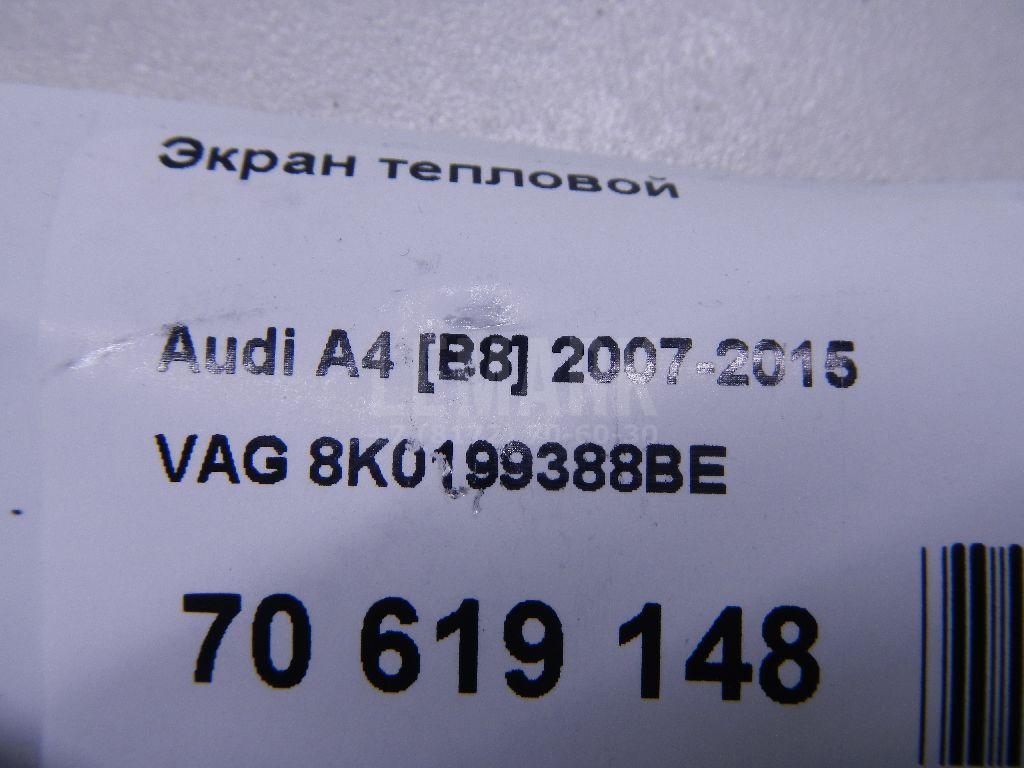 Экран тепловой
Audi A4 [B8] 2007-2015
VAG 8K0199388BE
70 619 148